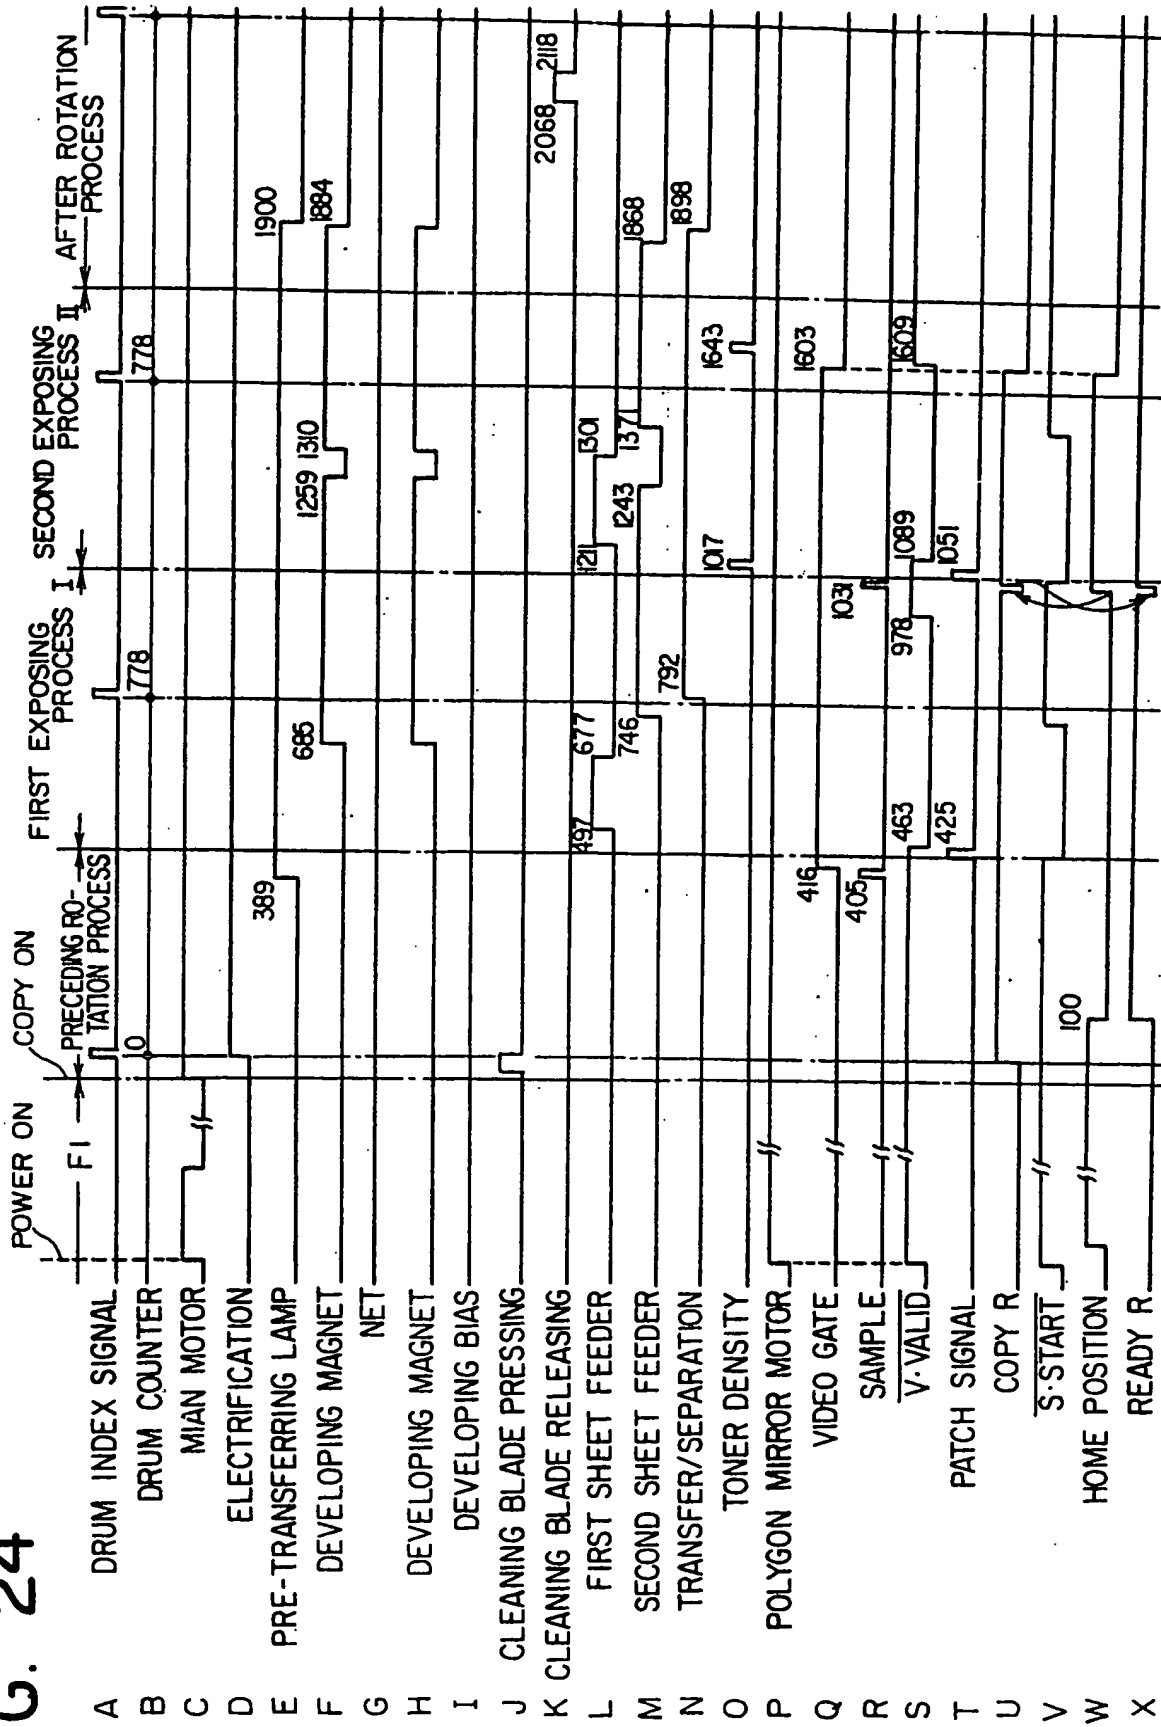 G. 24
POWER ON
COPY ON
F1
PRECEDING RO-
TATION PROCESS
FIRST EXPOSING
PROCESS I
SECOND EXPOSING
PROCESS II
AFTER ROTATION
PROCESS
A DRUM INDEX SIGNAL
B DRUM COUNTER 0 778 778
C MIAN MOTOR
D ELECTRIFICATION
E PRE-TRANSFERRING LAMP 389 1900
F DEVELOPING MAGNET 685 1259 1310 1884
G NET
H DEVELOPING MAGNET
I DEVELOPING BIAS
J CLEANING BLADE PRESSING
K CLEANING BLADE RELEASING 2068 2118
L FIRST SHEET FEEDER 497 677 1211 1301
M SECOND SHEET FEEDER 746 1243 1371 1868
N TRANSFER/SEPARATION 792 1898
O TONER DENSITY 1017 1643
P POLYGON MIRROR MOTOR
Q VIDEO GATE 416 1603
R SAMPLE 405 1031
S V·VALID 463 978 1089 1609
T PATCH SIGNAL 425 1051
U COPY R
V S·START
W HOME POSITION 100
X READY R